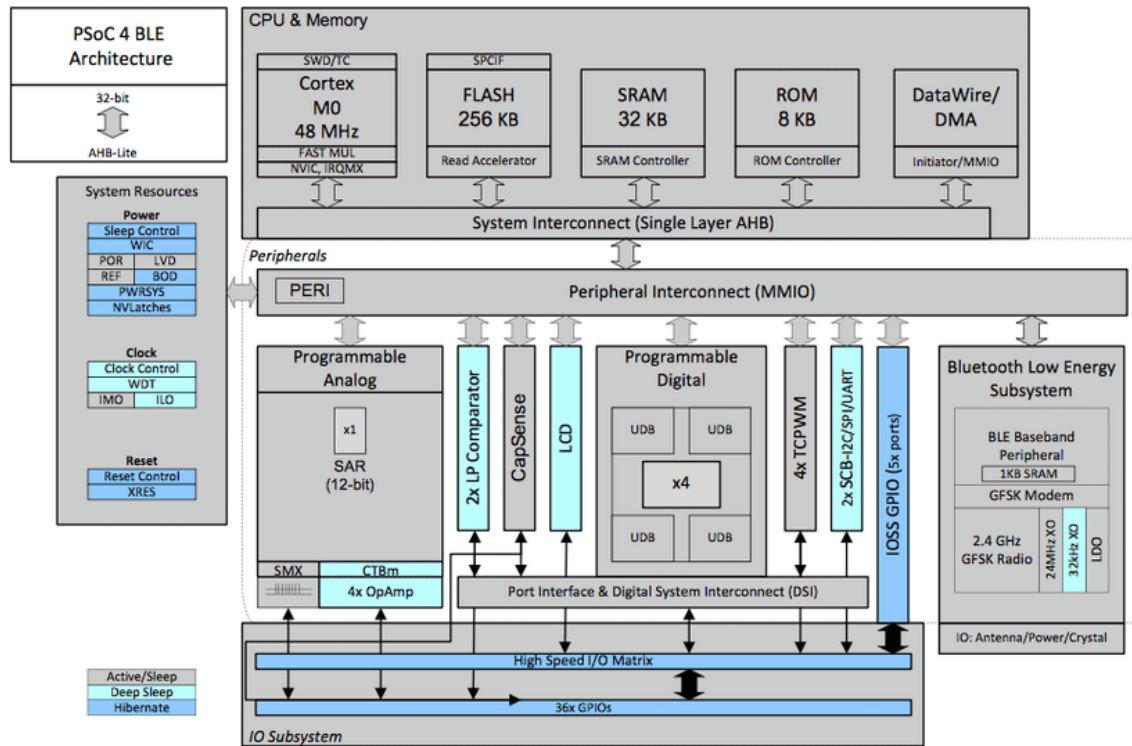 PSoC 4 BLE
Architecture
32-bit
AHB-Lite
CPU & Memory
SWD/TC
Cortex
M0
48 MHz
FAST MUL
NVIC, IRQMX
SPCIF
FLASH
256 KB
Read Accelerator
SRAM
32 KB
SRAM Controller
ROM
8 KB
ROM Controller
DataWire/
DMA
Initiator/MMIO
System Interconnect (Single Layer AHB)
System Resources
Power
Sleep Control
WIC
POR LVD
REF BOD
PWRSYS
NVLatches
Clock
Clock Control
WDT
IMO ILO
Reset
Reset Control
XRES
Peripherals
PERI
Peripheral Interconnect (MMIO)
Programmable
Analog
x1
SAR
(12-bit)
SMX
CTBm
4x OpAmp
2x LP Comparator
CapSense
LCD
Programmable
Digital
UDB UDB
x4
UDB UDB
4x TCPWM
2x SCB-I2C/SPI/UART
IOSS GPIO (5x ports)
Bluetooth Low Energy
Subsystem
BLE Baseband
Peripheral
1KB SRAM
GFSK Modem
2.4 GHz
GFSK Radio
24MHz XO
32kHz XO
LDO
IO: Antenna/Power/Crystal
Port Interface & Digital System Interconnect (DSI)
High Speed I/O Matrix
36x GPIOs
IO Subsystem
Active/Sleep
Deep Sleep
Hibernate